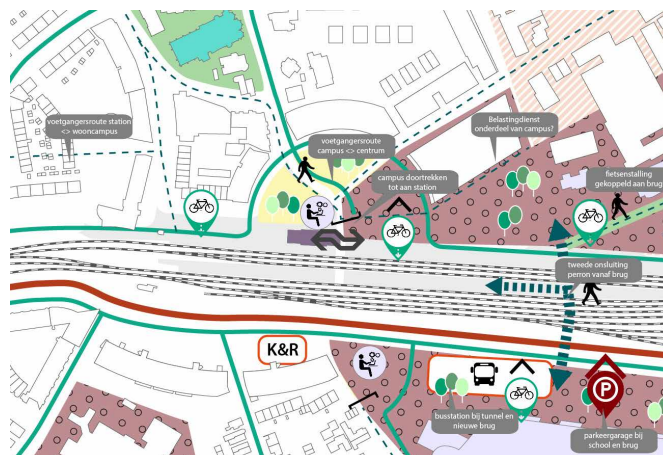 voetgangersroute station
<> wooncampus
voetgangersroute
campus <> centrum
Belastingdienst
onderdeel van campus?
campus doortrekken
tot aan station
fietsenstalling
gekoppeld aan brug
tweede onsluiting
perron vanaf brug
K&R
busstation bij tunnel en
nieuwe brug
P
parkeergarage bij
school en brug